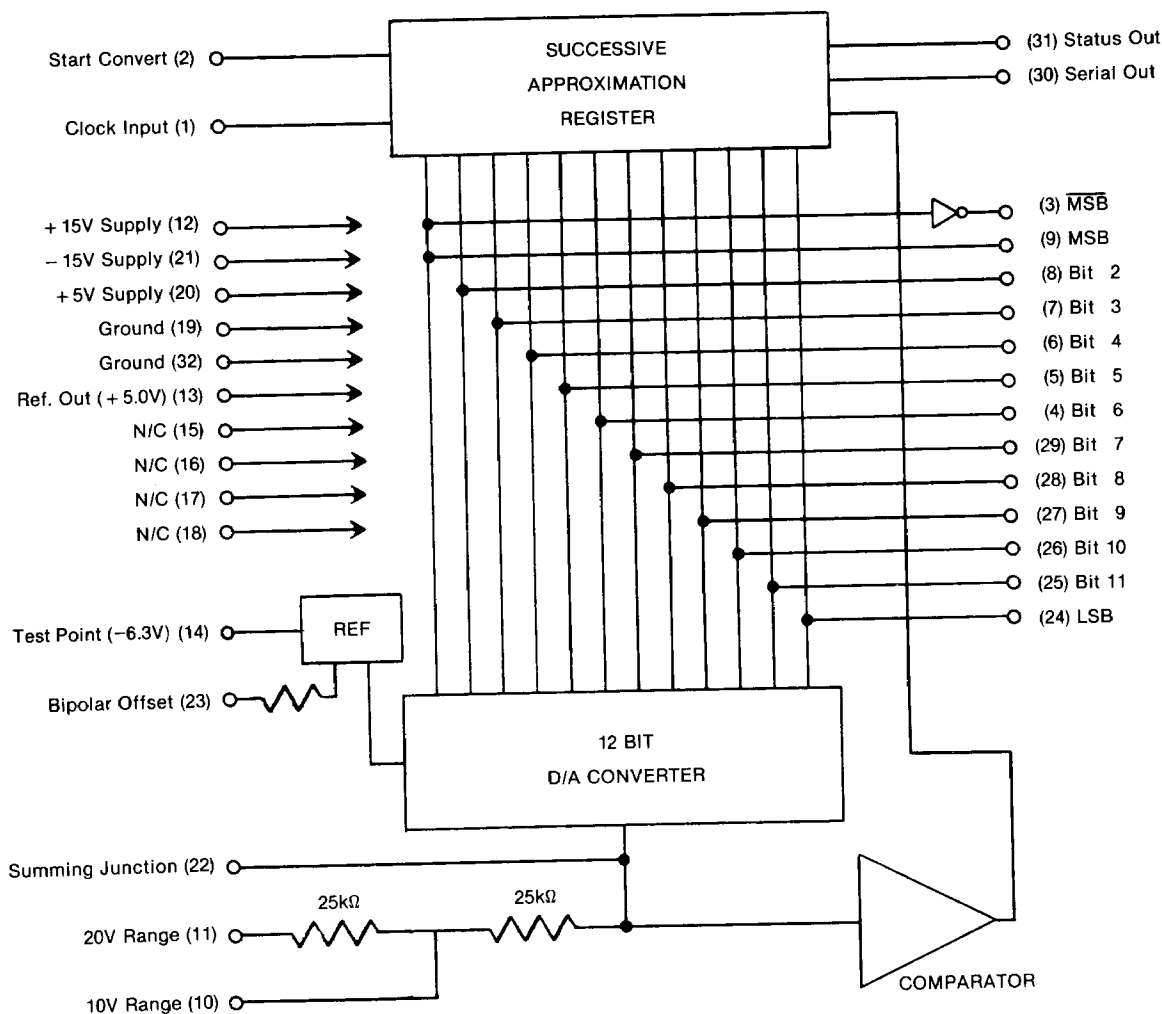 SUCCESSIVE
APPROXIMATION
REGISTER
Start Convert (2)
Clock Input (1)
(31) Status Out
(30) Serial Out
+ 15V Supply (12)
− 15V Supply (21)
+ 5V Supply (20)
Ground (19)
Ground (32)
Ref. Out (+ 5.0V) (13)
N/C (15)
N/C (16)
N/C (17)
N/C (18)
(3) M̅S̅B̅
(9) MSB
(8) Bit 2
(7) Bit 3
(6) Bit 4
(5) Bit 5
(4) Bit 6
(29) Bit 7
(28) Bit 8
(27) Bit 9
(26) Bit 10
(25) Bit 11
(24) LSB
Test Point (−6.3V) (14)
REF
Bipolar Offset (23)
12 BIT
D/A CONVERTER
Summing Junction (22)
25kΩ
25kΩ
20V Range (11)
10V Range (10)
COMPARATOR